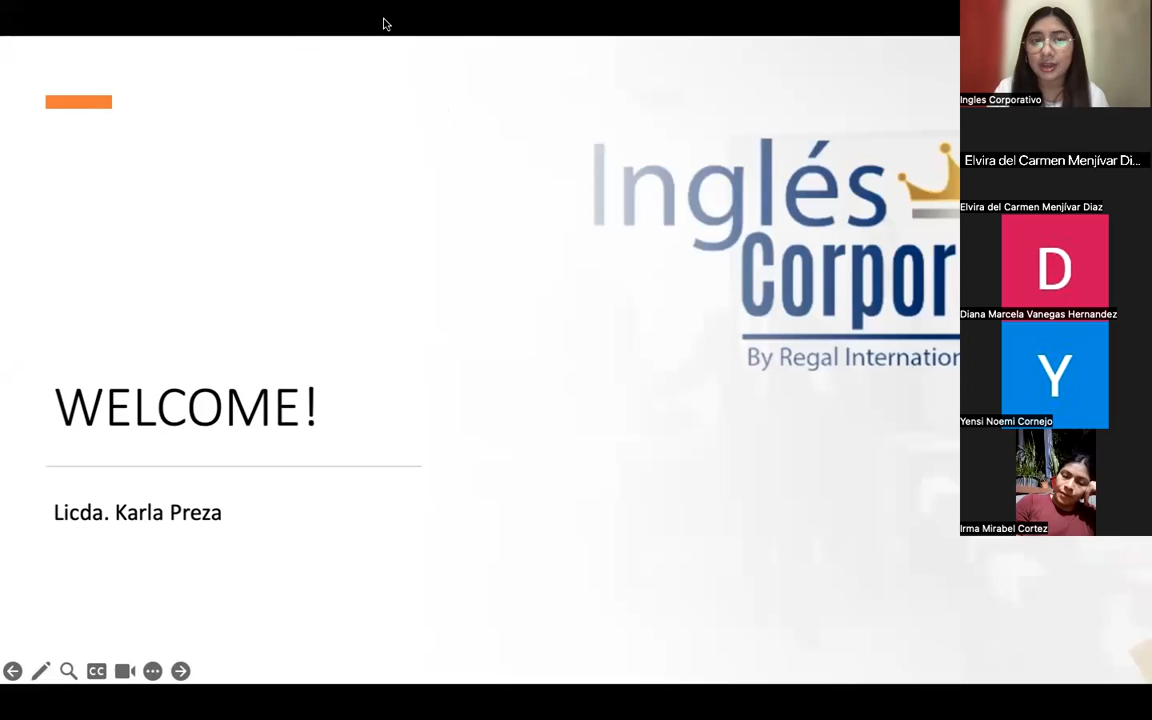 Inglés
Corpor
By Regal Internation
WELCOME!
Licda. Karla Preza
CC
Ingles Corporativo
Elvira del Carmen Menjívar Di...
Elvira del Carmen Menjívar Diaz
D
Diana Marcela Vanegas Hernandez
Y
Yensi Noemi Cornejo
Irma Mirabel Cortez